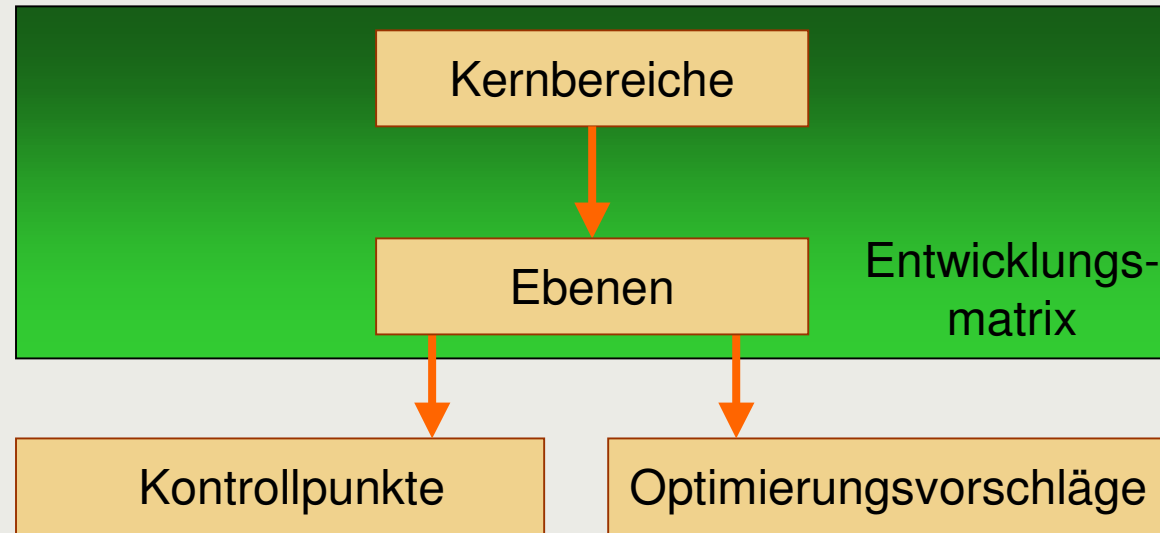 Kernbereiche
Ebenen
Entwicklungs-
matrix
Kontrollpunkte
Optimierungsvorschläge